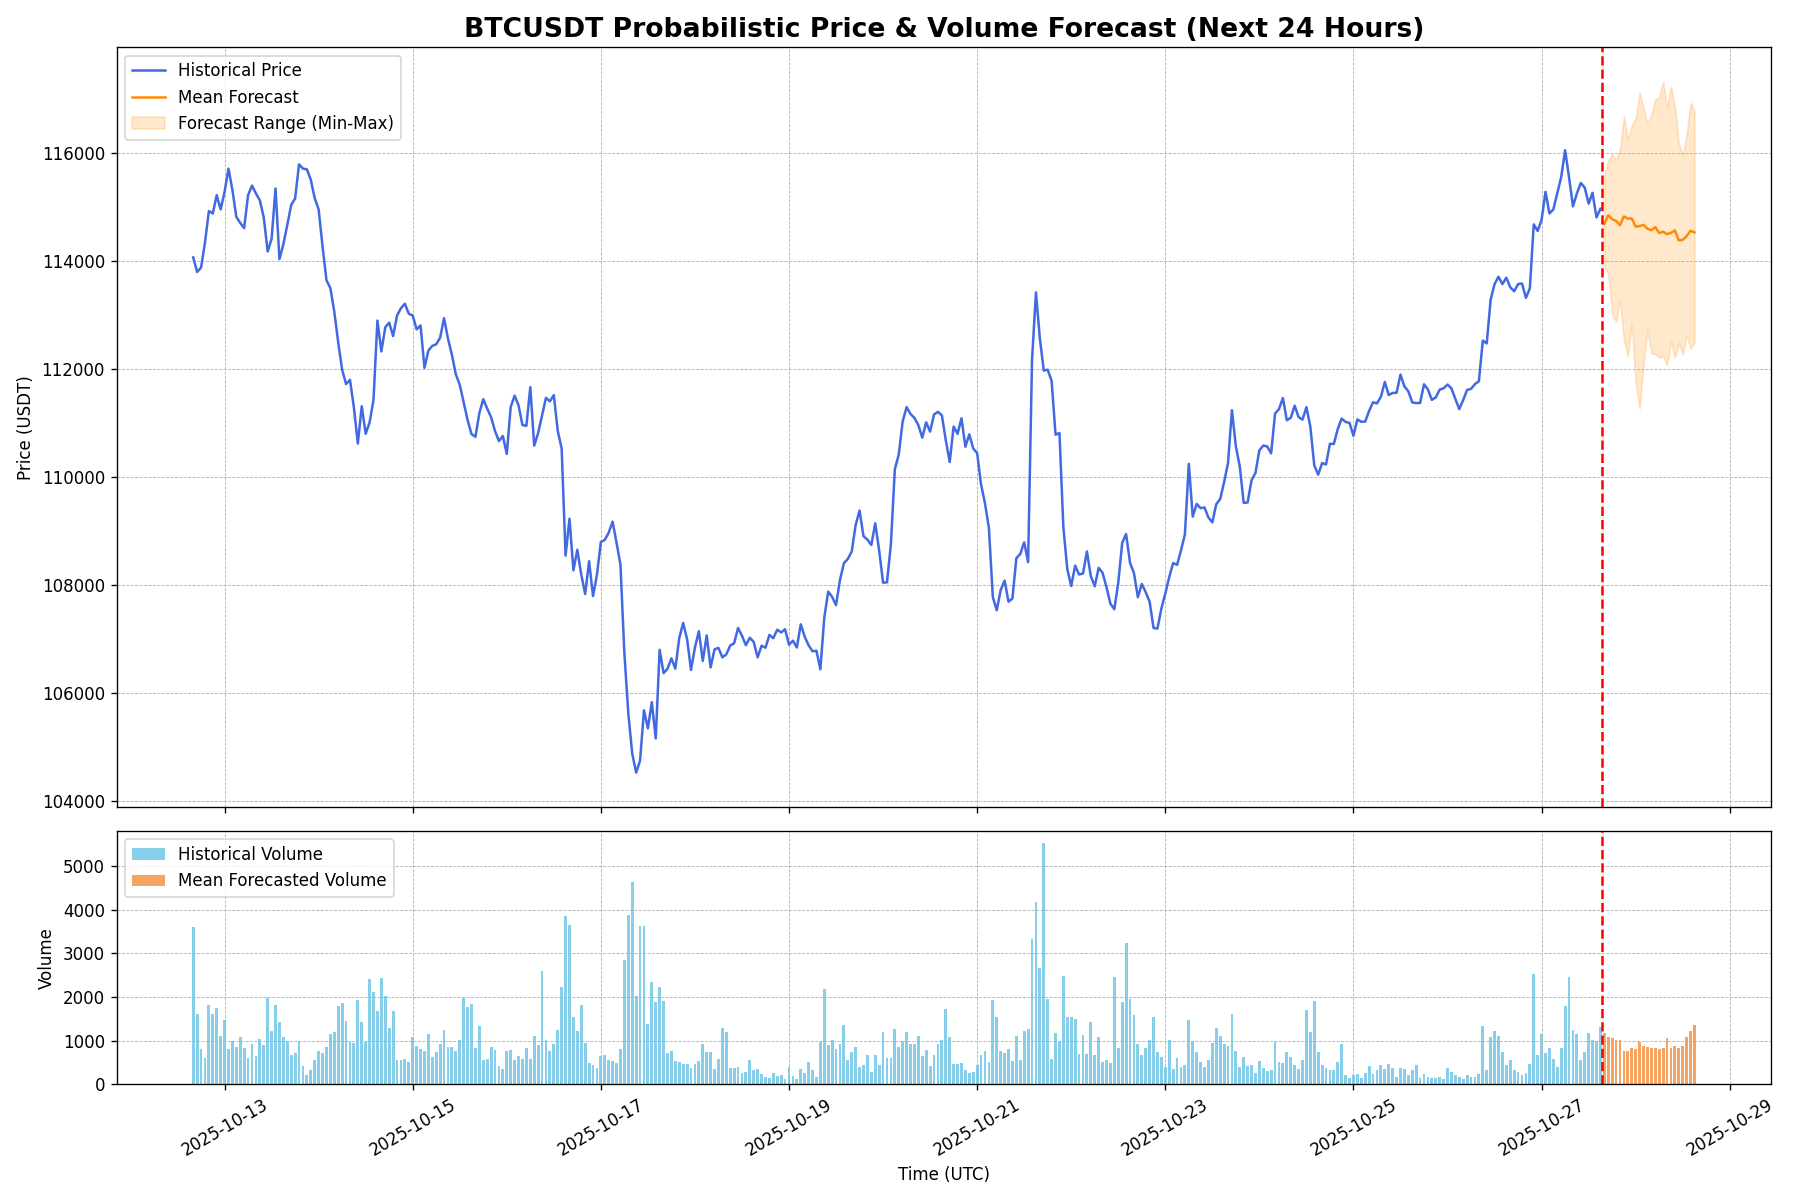 BTCUSDT Probabilistic Price & Volume Forecast (Next 24 Hours)
Historical Price
Mean Forecast
Forecast Range (Min-Max)
116000
114000
112000
110000
108000
106000
104000
Price (USDT)
Historical Volume
Mean Forecasted Volume
5000
4000
3000
2000
1000
0
Volume
2025-10-13
2025-10-15
2025-10-17
2025-10-19
2025-10-21
2025-10-23
2025-10-25
2025-10-27
2025-10-29
Time (UTC)